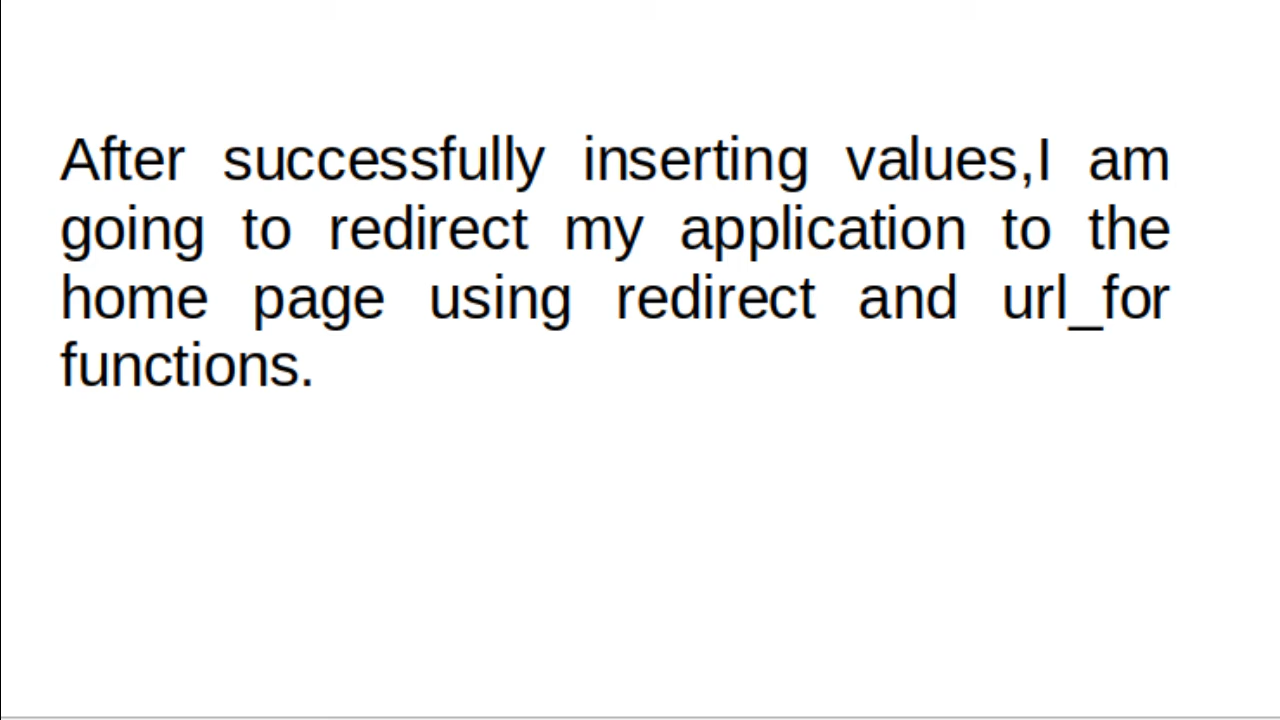 After successfully inserting values,I am
going to redirect my application to the
home page using redirect and url_for
functions.